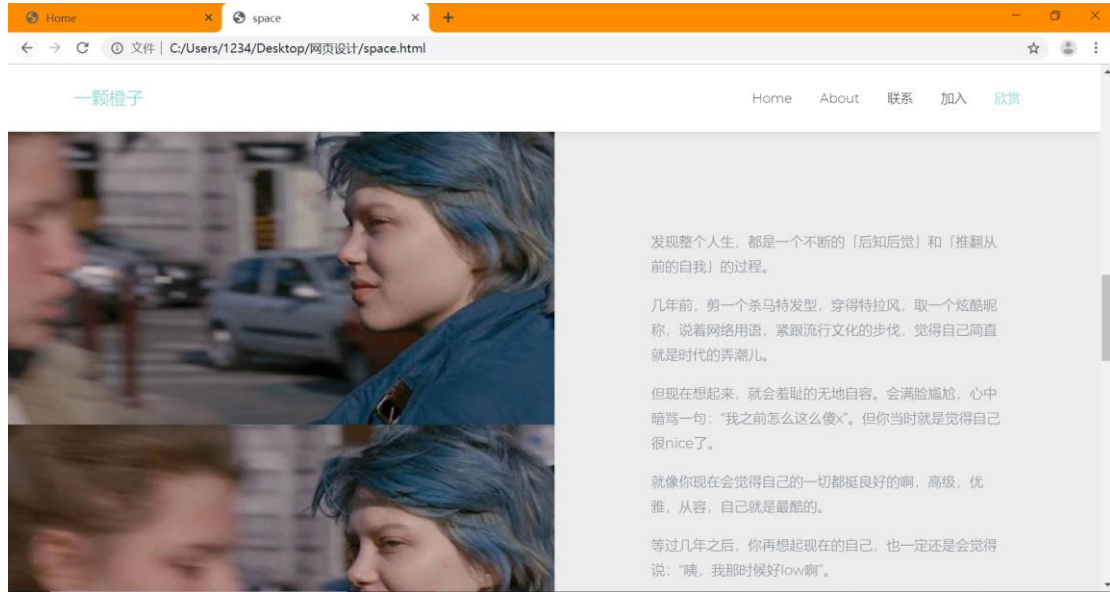 Home
space
文件
C:/Users/1234/Desktop/网页设计/space.html
一颗橙子
Home About 联系 加入 欣赏
发现整个人生，都是一个不断的「后知后觉」和「推翻从
前的自我」的过程。
几年前，剪一个杀马特发型，穿得特拉风，取一个炫酷昵
称，说着网络用语，紧跟流行文化的步伐，觉得自己简直
就是时代的弄潮儿。
但现在想起来，就会羞耻的无地自容。会满脸尴尬，心中
暗骂一句：“我之前怎么这么傻x”。但你当时就是觉得自己
很nice了。
就像你现在会觉得自己的一切都挺良好的啊，高级，优
雅，从容，自己就是最酷的。
等过几年之后，你再想起现在的自己，也一定还是会觉得
说：“咦，我那时候好low啊”。